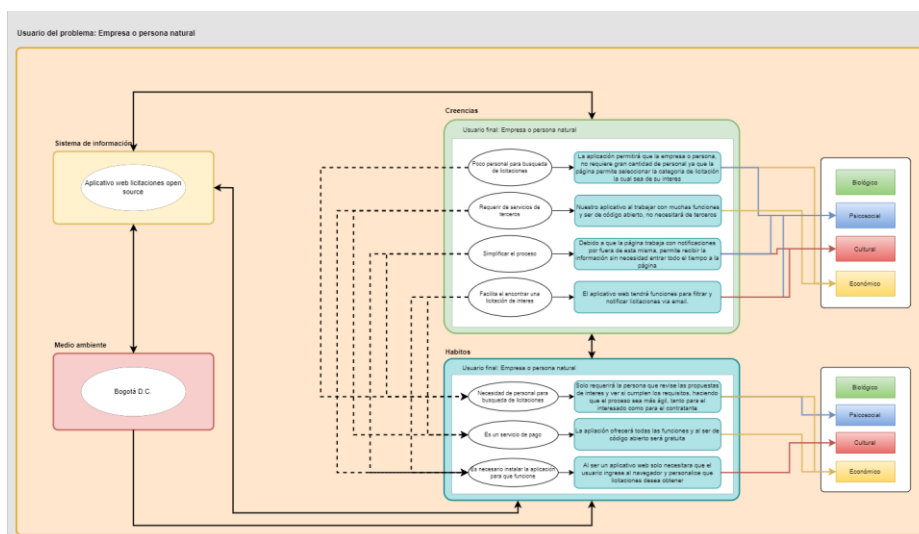 Usuario del problema: Empresa o persona natural
Creencias
Usuario final: Empresa o persona natural
Sistema de información
Aplicativo web licitaciones open
source
Poco personal para busqueda
de licitaciones
La aplicación permitirá que la empresa o persona,
no requiere gran cantidad de personal ya que la
página permite seleccionar la categoria de licitación
la cual sea de su interes
Requerir de servicios de
terceros
Nuestro aplicativo al trabajar con muchas funciones
y ser de código abierto, no necesitará de terceros
Simplificar el proceso
Debido a que la página trabaja con notificaciones
por fuera de esta misma, permite recibir la
información sin necesidad entrar todo el tiempo a la
página
Facilita el encontrar una
licitación de interes
El aplicativo web tendrá funciones para filtrar y
notificar licitaciones via email.
Biológico
Psicosocial
Cultural
Económico
Medio ambiente
Bogotá D.C.
Habitos
Usuario final: Empresa o persona natural
Necesidad de personal para
busqueda de licitaciones
Solo requerirá la persona que revise las propuestas
de interes y ver si cumplen los requisitos, haciendo
que el proceso sea más ágil, tanto para el
interesado como para el contratante
Es un servicio de pago
La apliación ofrecerá todas las funciones y al ser de
código abierto será gratuita
Es necesario instalar la aplicación
para que funcione
Al ser un aplicativo web solo necesitara que el
usuario ingrese al navegador y personalice que
licitaciones desea obtener
Biológico
Psicosocial
Cultural
Económico